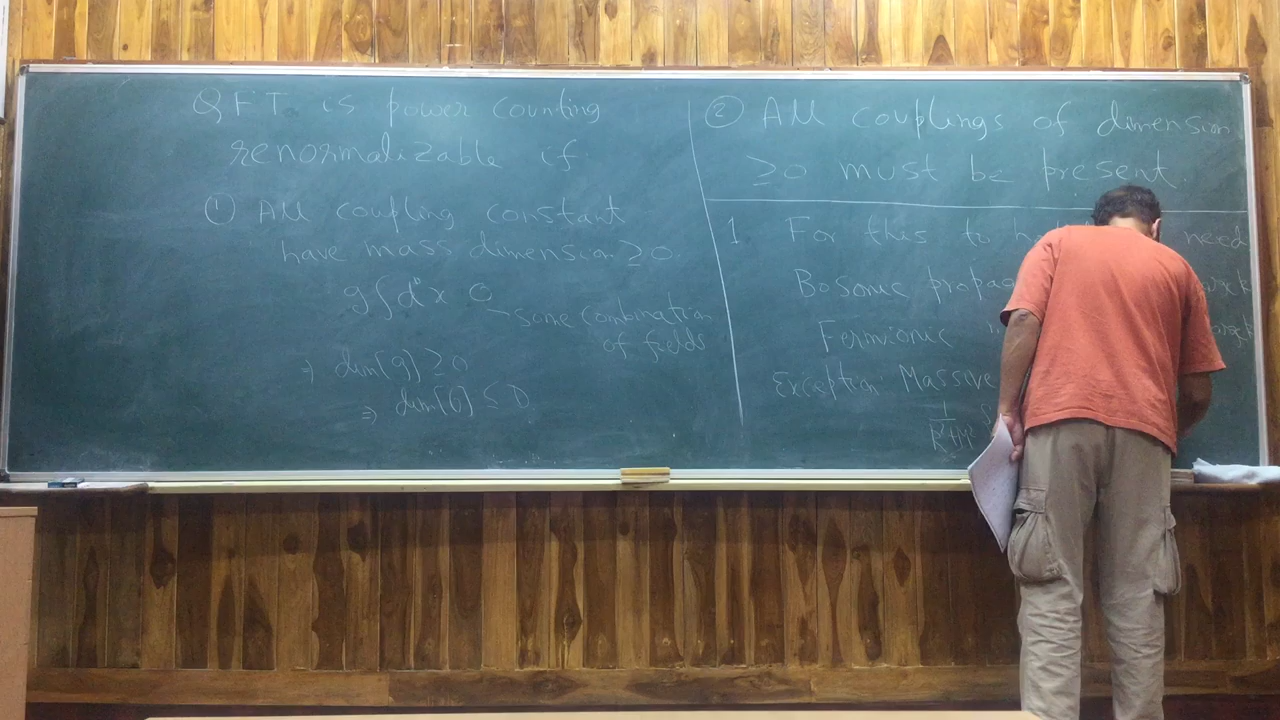 QFT is power counting
renormalizable if
① All coupling constant
have mass dimension ≥0.
g∫d^D x O
some combination
of fields
⇒ dim[g] ≥ 0
⇒ dim[O] ≤ D
② All couplings of dimension
≥0 must be present.
1 For this to need
Bosonic
Fermionic
Exception: Massive